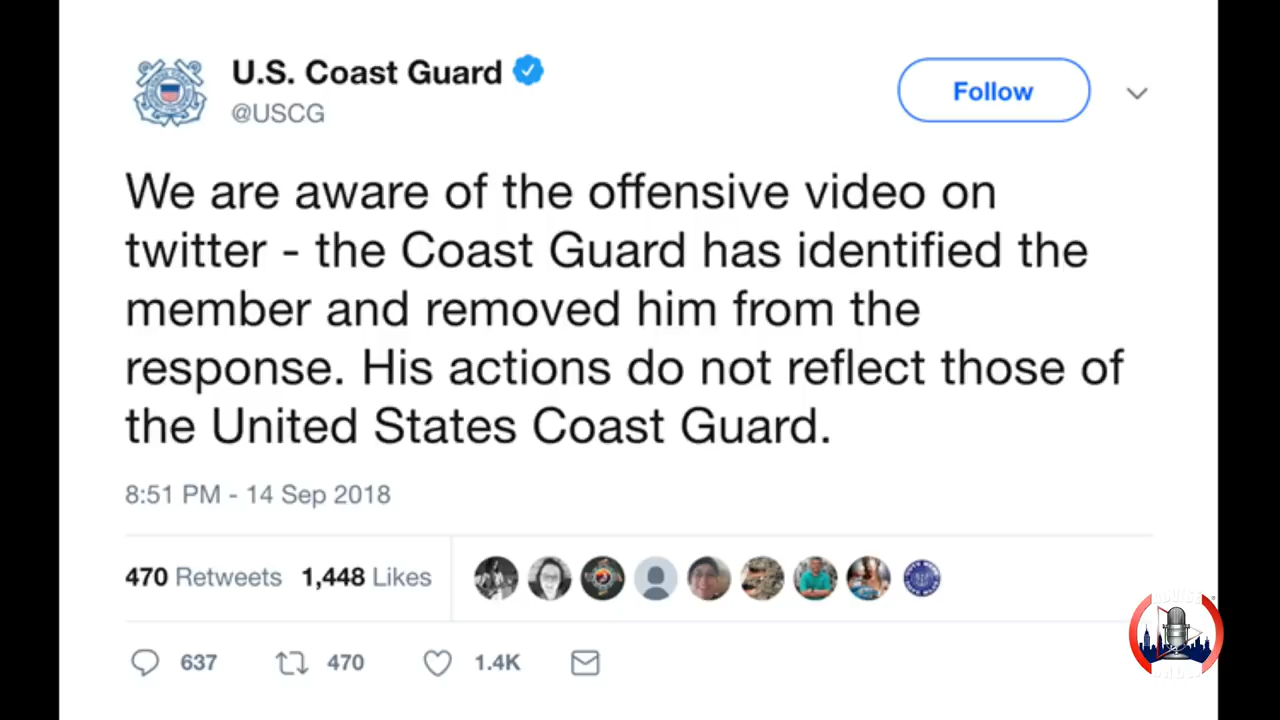 U.S. Coast Guard
@USCG
Follow
We are aware of the offensive video on
twitter - the Coast Guard has identified the
member and removed him from the
response. His actions do not reflect those of
the United States Coast Guard.
8:51 PM - 14 Sep 2018
470 Retweets 1,448 Likes
637 470 1.4K